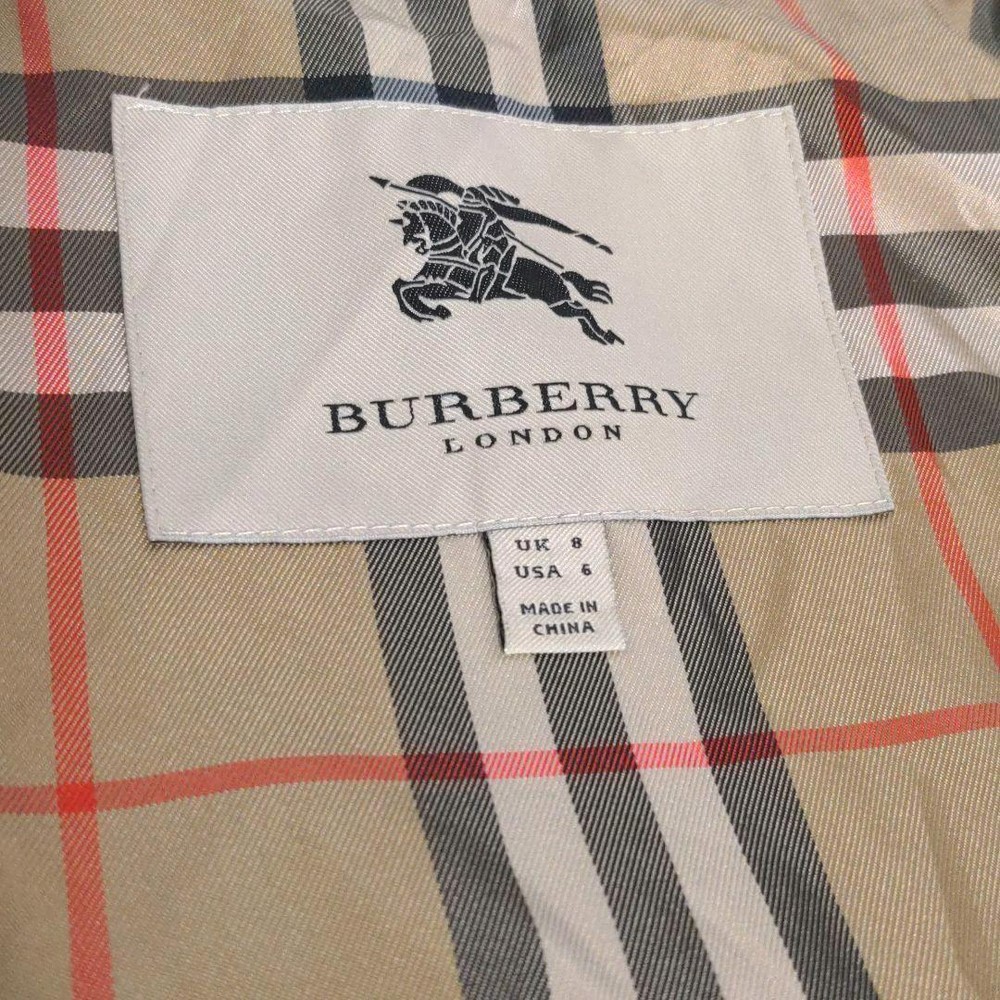 BURBERRY
LONDON
UK 8
USA 6
MADE IN
CHINA